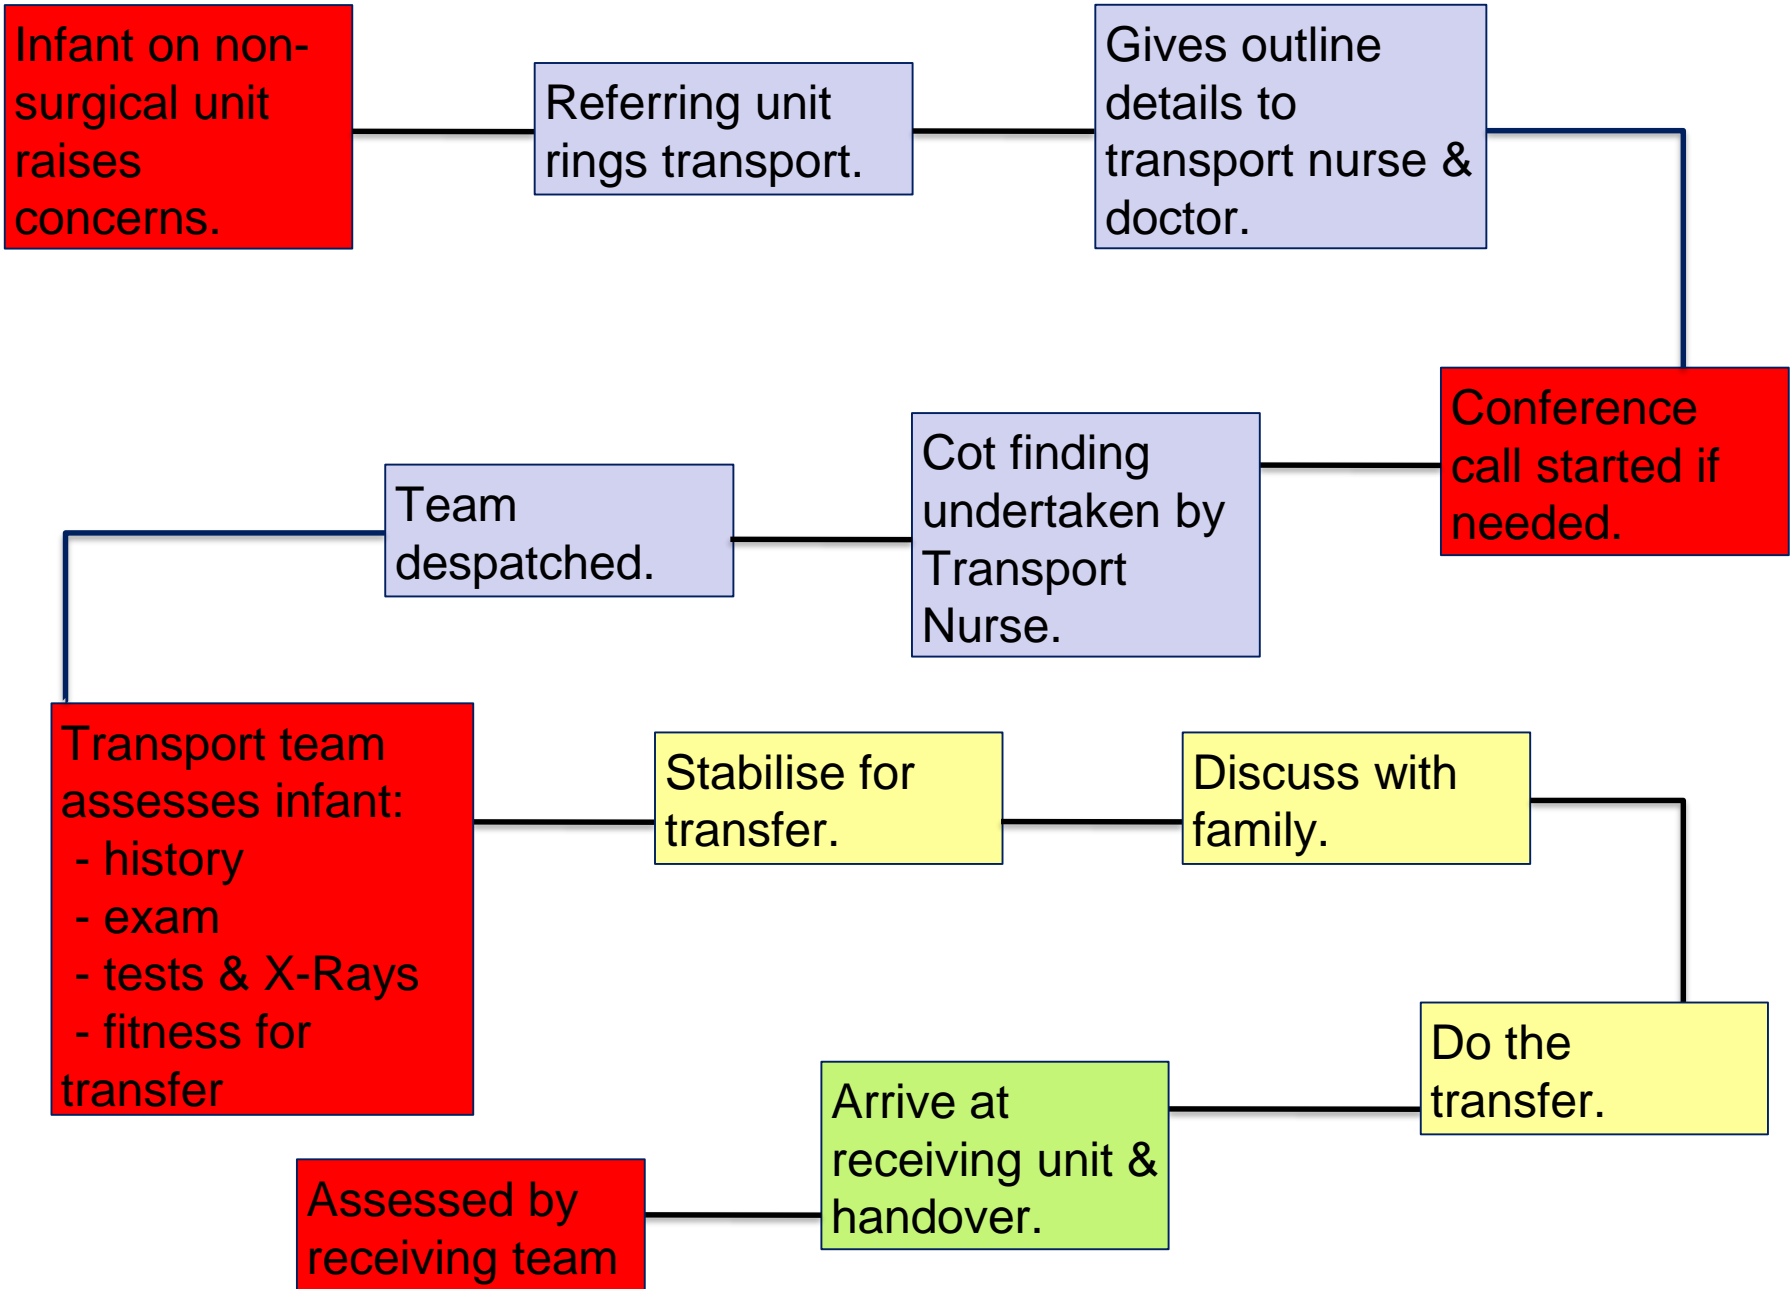 Infant on non-
surgical unit
raises
concerns.
Referring unit
rings transport.
Gives outline
details to
transport nurse &
doctor.
Conference
call started if
needed.
Cot finding
undertaken by
Transport
Nurse.
Team
despatched.
Transport team
assesses infant:
- history
- exam
- tests & X-Rays
- fitness for
transfer
Stabilise for
transfer.
Discuss with
family.
Do the
transfer.
Arrive at
receiving unit &
handover.
Assessed by
receiving team